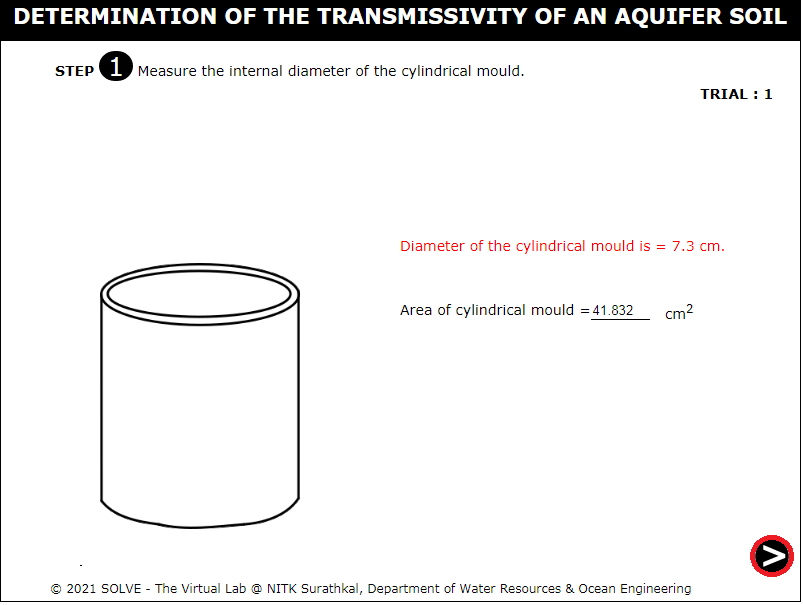 DETERMINATION OF THE TRANSMISSIVITY OF AN AQUIFER SOIL
STEP 1 Measure the internal diameter of the cylindrical mould.
TRIAL : 1
Diameter of the cylindrical mould is = 7.3 cm.
Area of cylindrical mould = 41.832 cm²
>
© 2021 SOLVE - The Virtual Lab @ NITK Surathkal, Department of Water Resources & Ocean Engineering